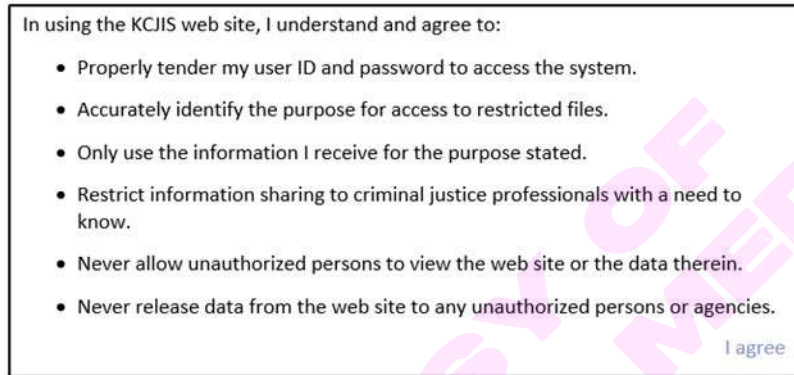 In using the KCJIS web site, I understand and agree to:
• Properly tender my user ID and password to access the system.
• Accurately identify the purpose for access to restricted files.
• Only use the information I receive for the purpose stated.
• Restrict information sharing to criminal justice professionals with a need to
know.
• Never allow unauthorized persons to view the web site or the data therein.
• Never release data from the web site to any unauthorized persons or agencies.
I agree